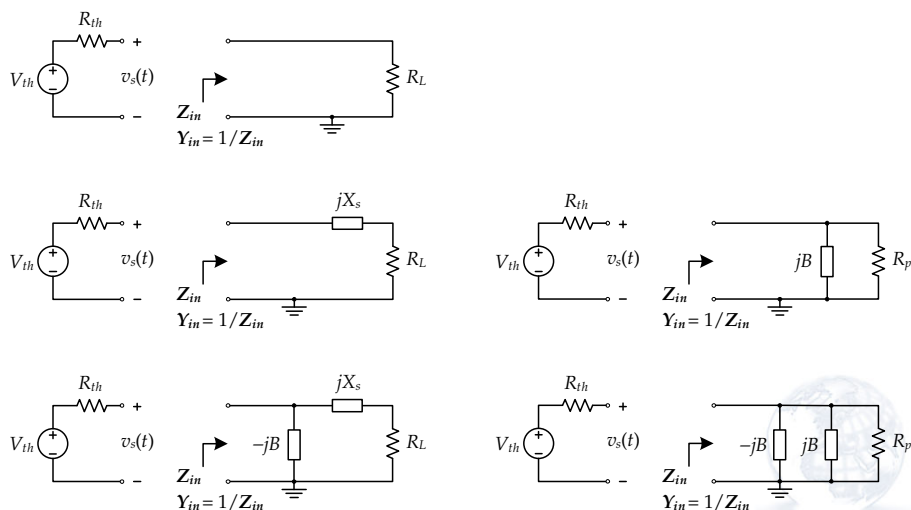 R_th
V_th + − + v_s(t) − Z_in R_L
Y_in = 1/Z_in
R_th jX_s
V_th + − + v_s(t) − Z_in R_L
Y_in = 1/Z_in
R_th
V_th + − + v_s(t) − Z_in jB R_p
Y_in = 1/Z_in
R_th jX_s
V_th + − + v_s(t) − Z_in −jB R_L
Y_in = 1/Z_in
R_th
V_th + − + v_s(t) − Z_in −jB jB R_p
Y_in = 1/Z_in